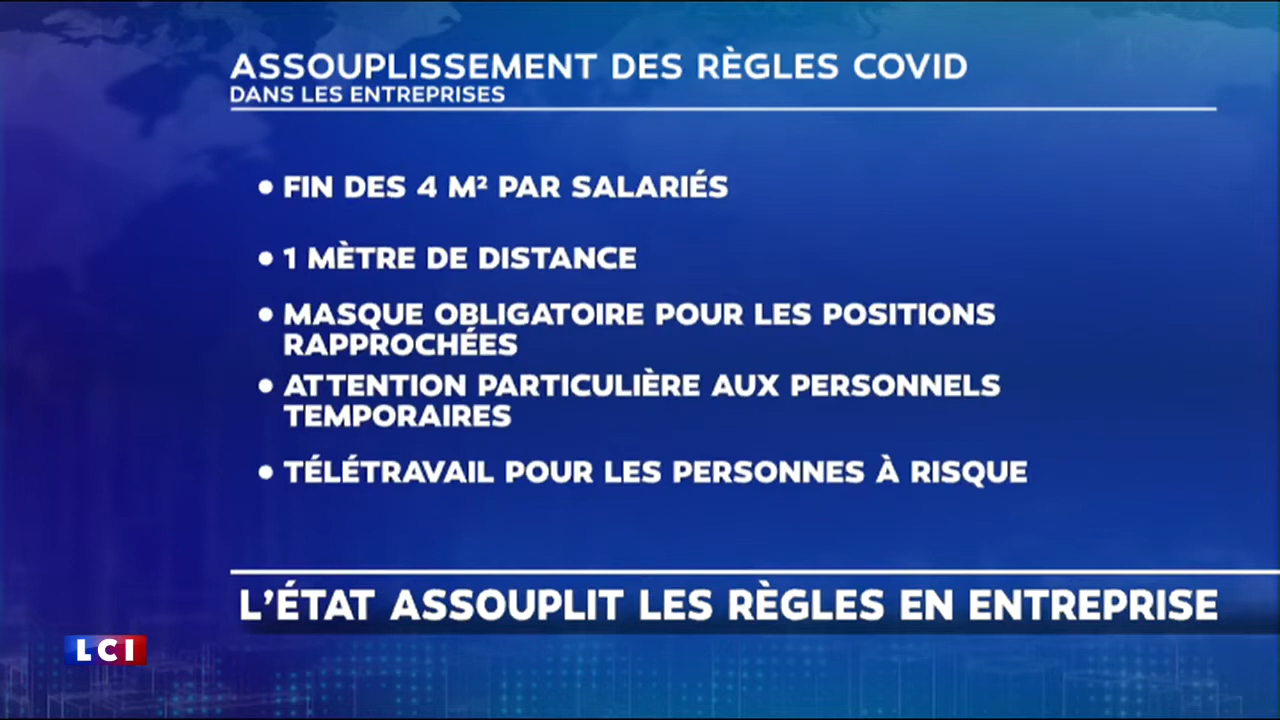 ASSOUPLISSEMENT DES RÈGLES COVID
DANS LES ENTREPRISES
• FIN DES 4 M² PAR SALARIÉS
• 1 MÈTRE DE DISTANCE
• MASQUE OBLIGATOIRE POUR LES POSITIONS
RAPPROCHÉES
• ATTENTION PARTICULIÈRE AUX PERSONNELS
TEMPORAIRES
• TÉLÉTRAVAIL POUR LES PERSONNES À RISQUE
L'ÉTAT ASSOUPLIT LES RÈGLES EN ENTREPRISE
LCI